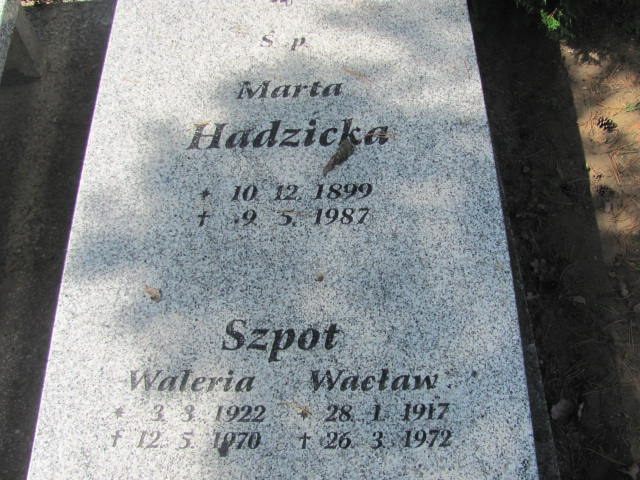 Ś p
Marta
Hadzicka
* 10 12 1899
† 9 5 1987
Szpot
Waleria Wacław
* 3 3 1922 * 28 1 1917
† 12 5 1970 † 26 3 1972